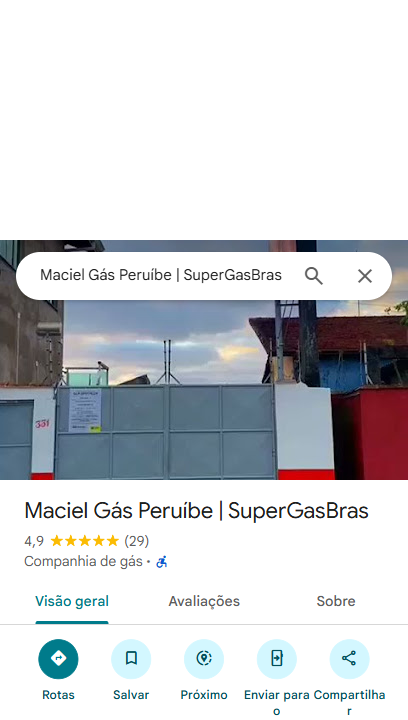 Maciel Gás Peruíbe | SuperGasBras
331
Maciel Gás Peruíbe | SuperGasBras
4,9 (29)
Companhia de gás ·
Visão geral Avaliações Sobre
Rotas Salvar Próximo Enviar para o Compartilhar